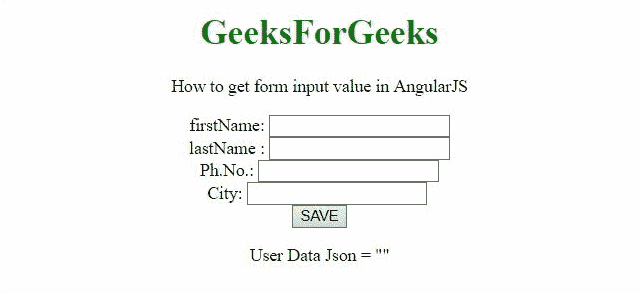 GeeksForGeeks
How to get form input value in AngularJS
firstName:
lastName :
Ph.No.:
City:
SAVE
User Data Json = ""